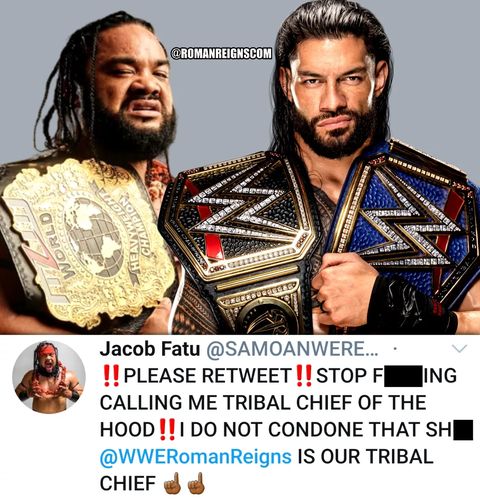 @ROMANREIGNSCOM
WORLD
HEAVYWEIGHT
Jacob Fatu @SAMOANWERE... ·
‼️PLEASE RETWEET‼️STOP F██ING
CALLING ME TRIBAL CHIEF OF THE
HOOD‼️I DO NOT CONDONE THAT SH█
@WWERomanReigns IS OUR TRIBAL
CHIEF ☝🏾☝🏾